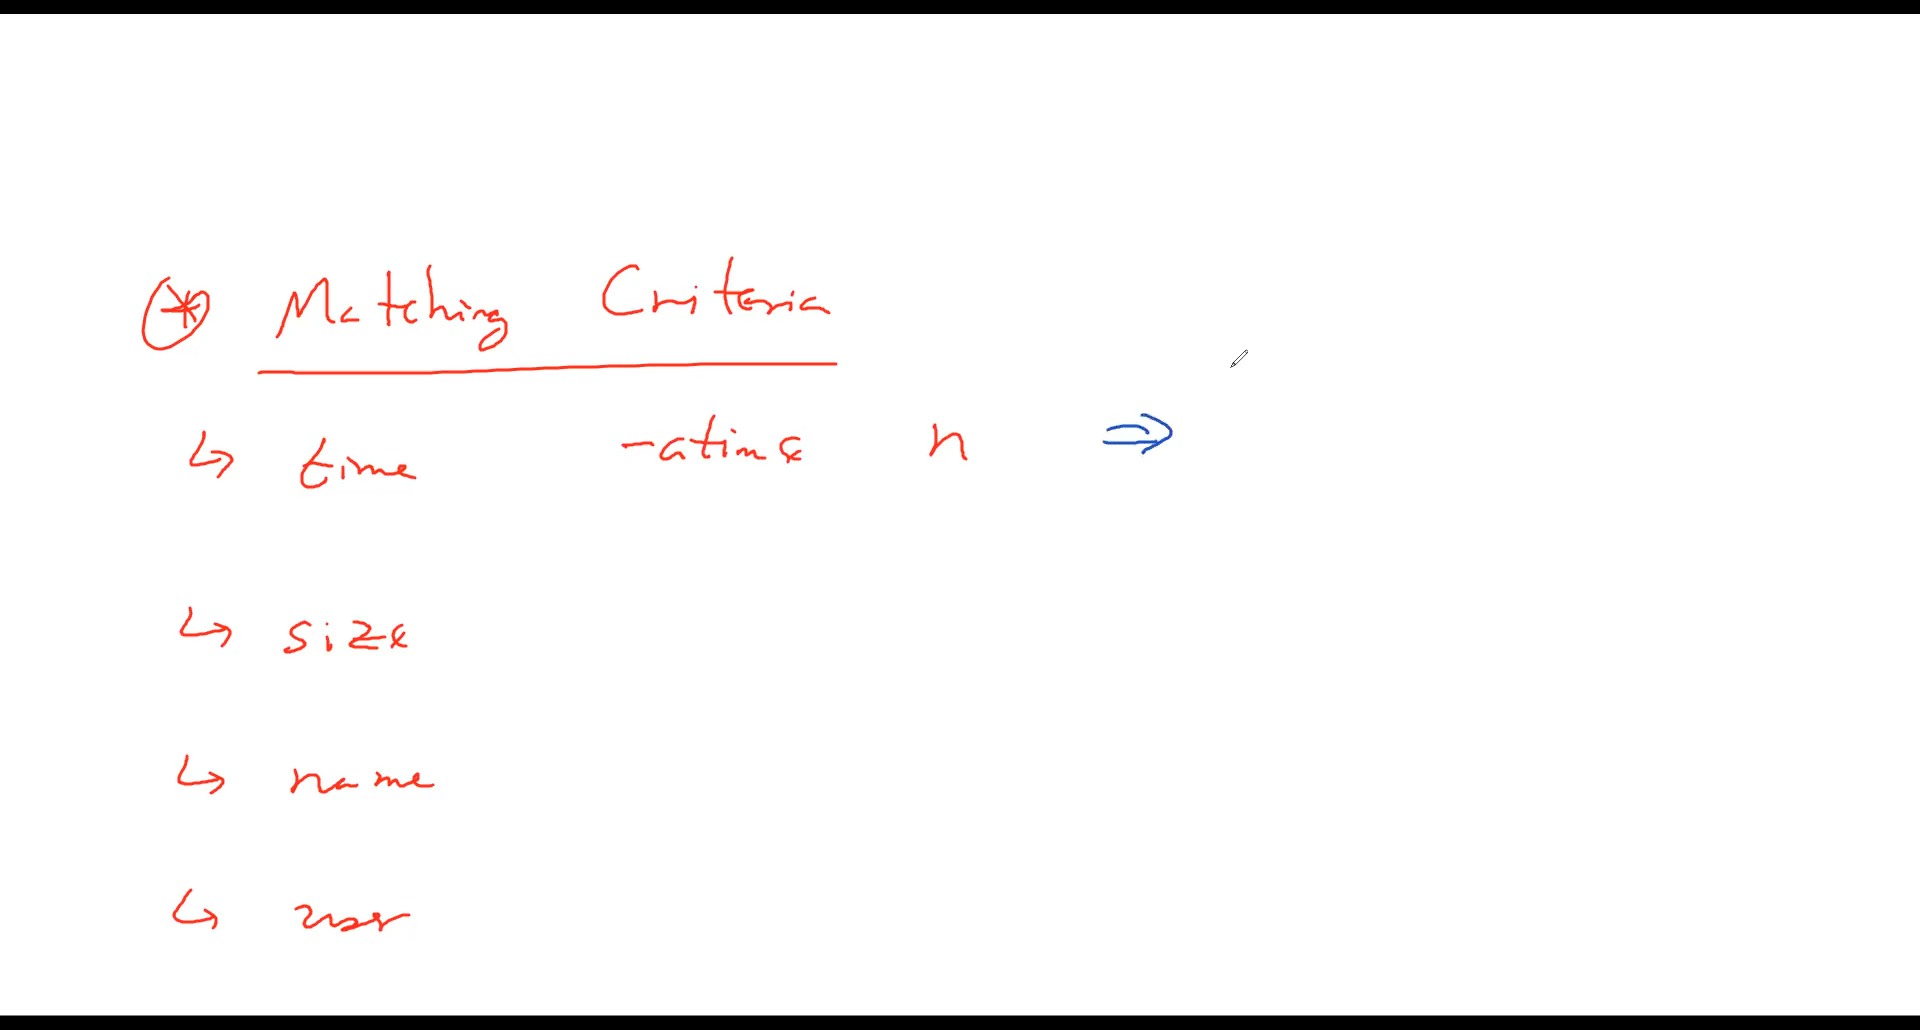 * Matching Criteria
↳ time -atime n ⇒
↳ size
↳ name
↳ user